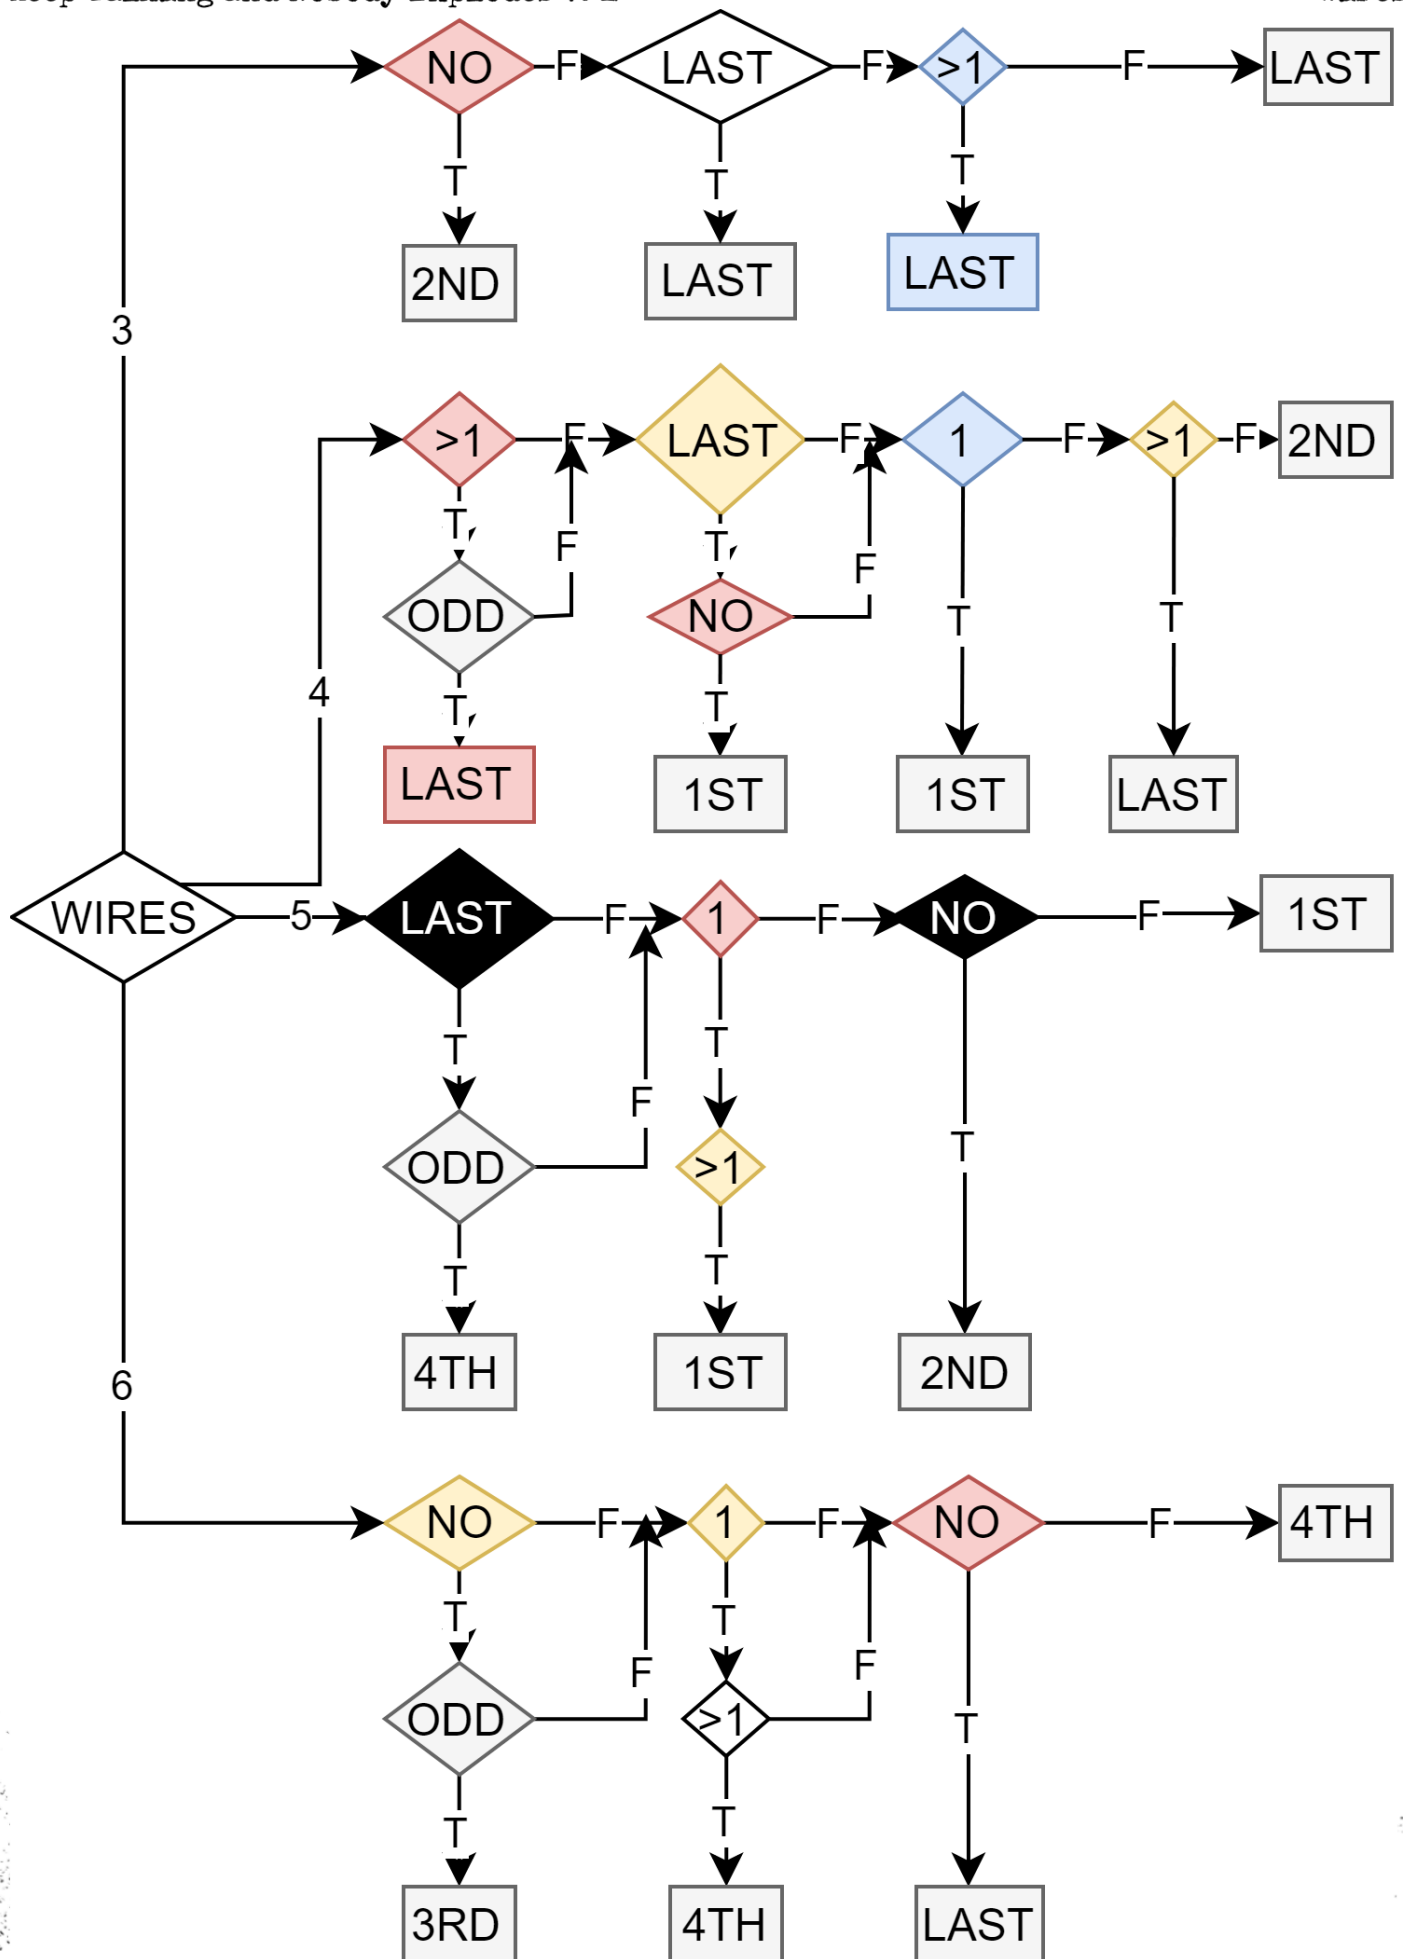 NO F LAST F >1 F LAST
T T T
2ND LAST LAST
3
>1 F LAST F 1 F >1 F 2ND
T F T F
ODD NO T T
4 T T
LAST 1ST 1ST LAST
WIRES 5 LAST F 1 F NO F 1ST
T T
F T
ODD >1
T T
4TH 1ST 2ND
6
NO F 1 F NO F 4TH
T T
F F
ODD >1 T
T T
3RD 4TH LAST